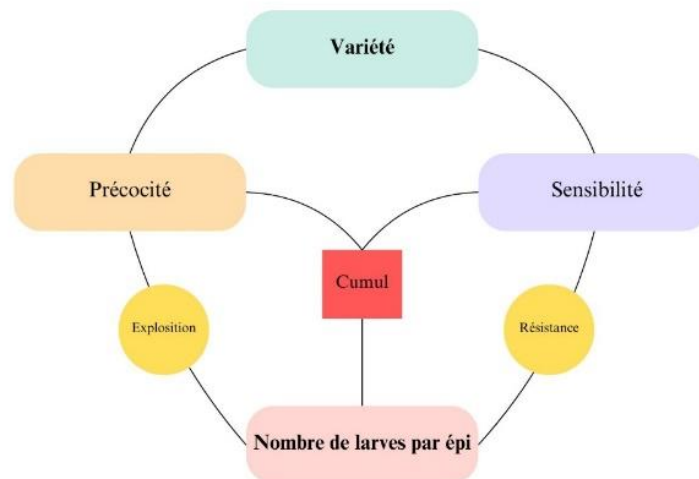 Variété
Précocité
Sensibilité
Cumul
Explosition
Résistance
Nombre de larves par épi